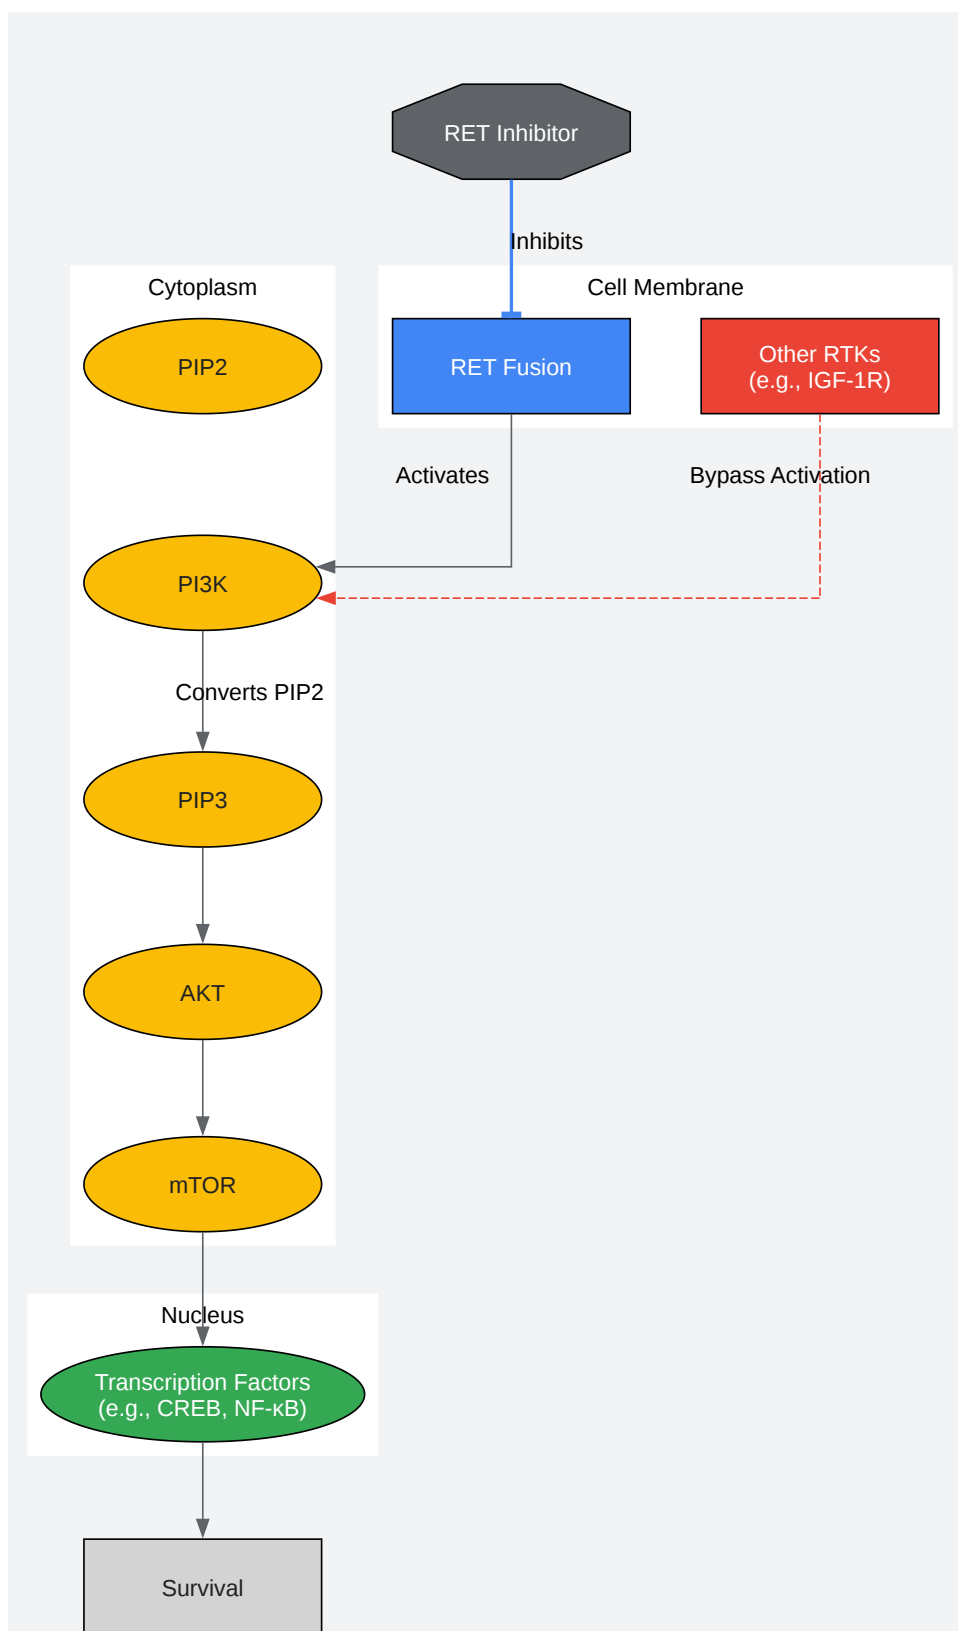 RET Inhibitor
Inhibits
Cytoplasm
Cell Membrane
PIP2
RET Fusion
Other RTKs
(e.g., IGF-1R)
Activates
Bypass Activation
PI3K
Converts PIP2
PIP3
AKT
mTOR
Nucleus
Transcription Factors
(e.g., CREB, NF-κB)
Survival